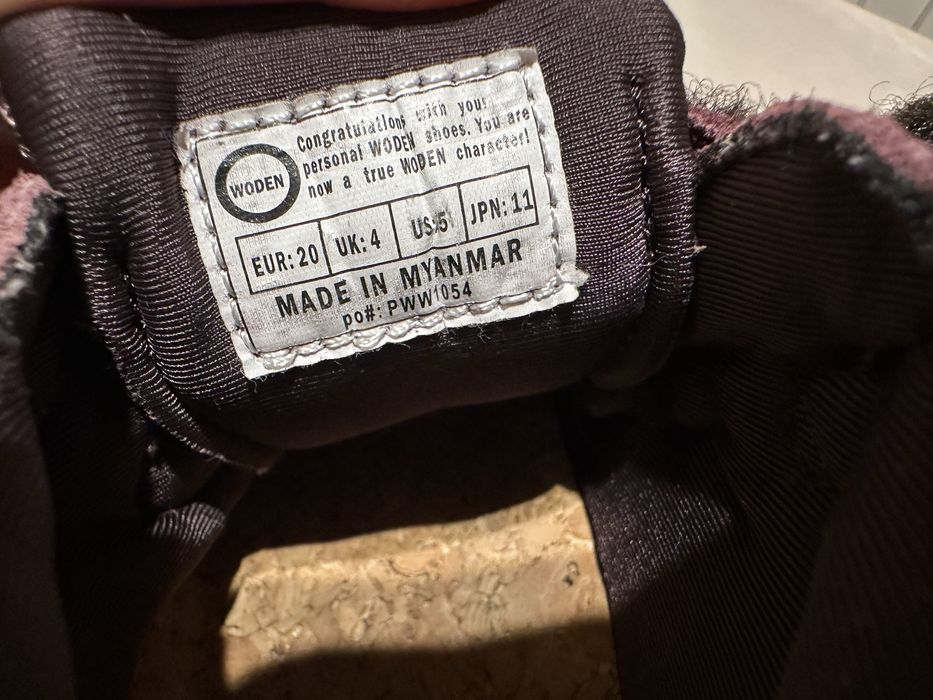 WODEN
Congratulations with your
personal WODEN shoes. You are
now a true WODEN character!
EUR: 20 UK: 4 US:5 JPN: 11
MADE IN MYANMAR
po#: PWW1054